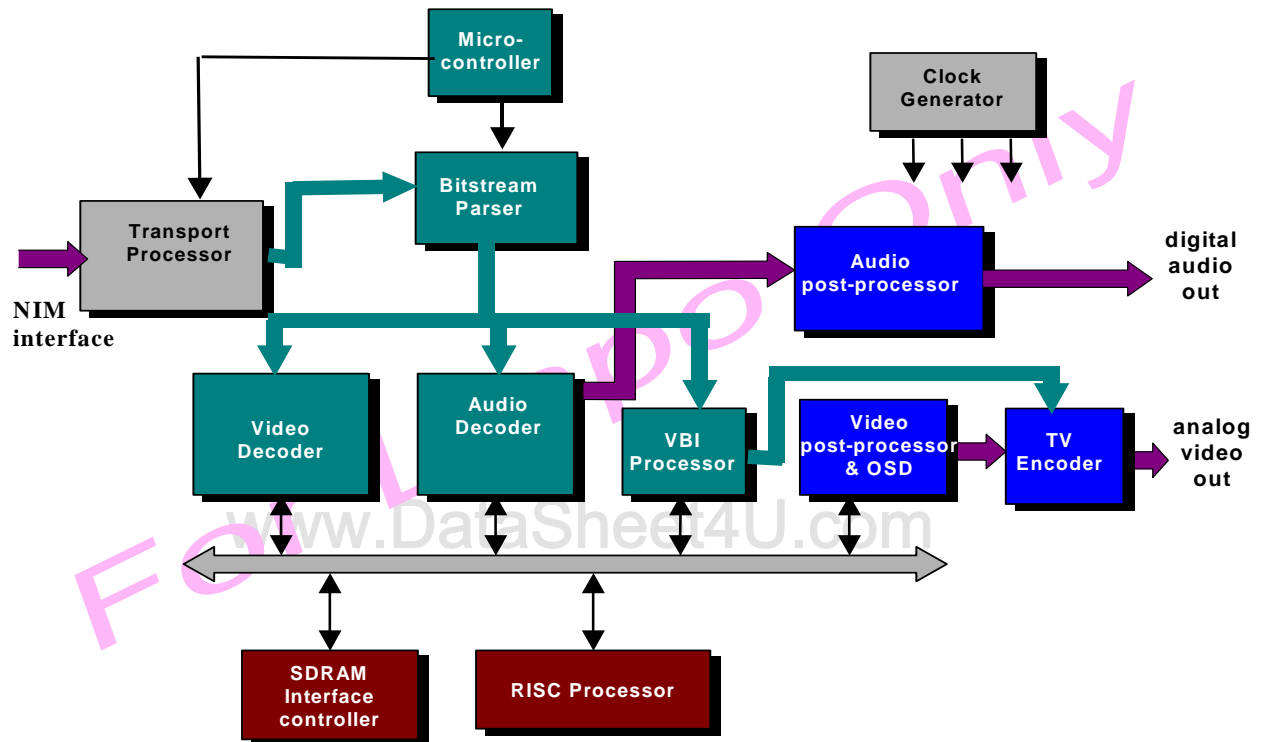 Micro-
controller
Clock
Generator
Bitstream
Parser
Transport
Processor
NIM
interface
Audio
post-processor
digital
audio
out
Video
Decoder
Audio
Decoder
VBI
Processor
Video
post-processor
& OSD
TV
Encoder
analog
video
out
www.DataSheet4U.com
SDRAM
Interface
controller
RISC Processor